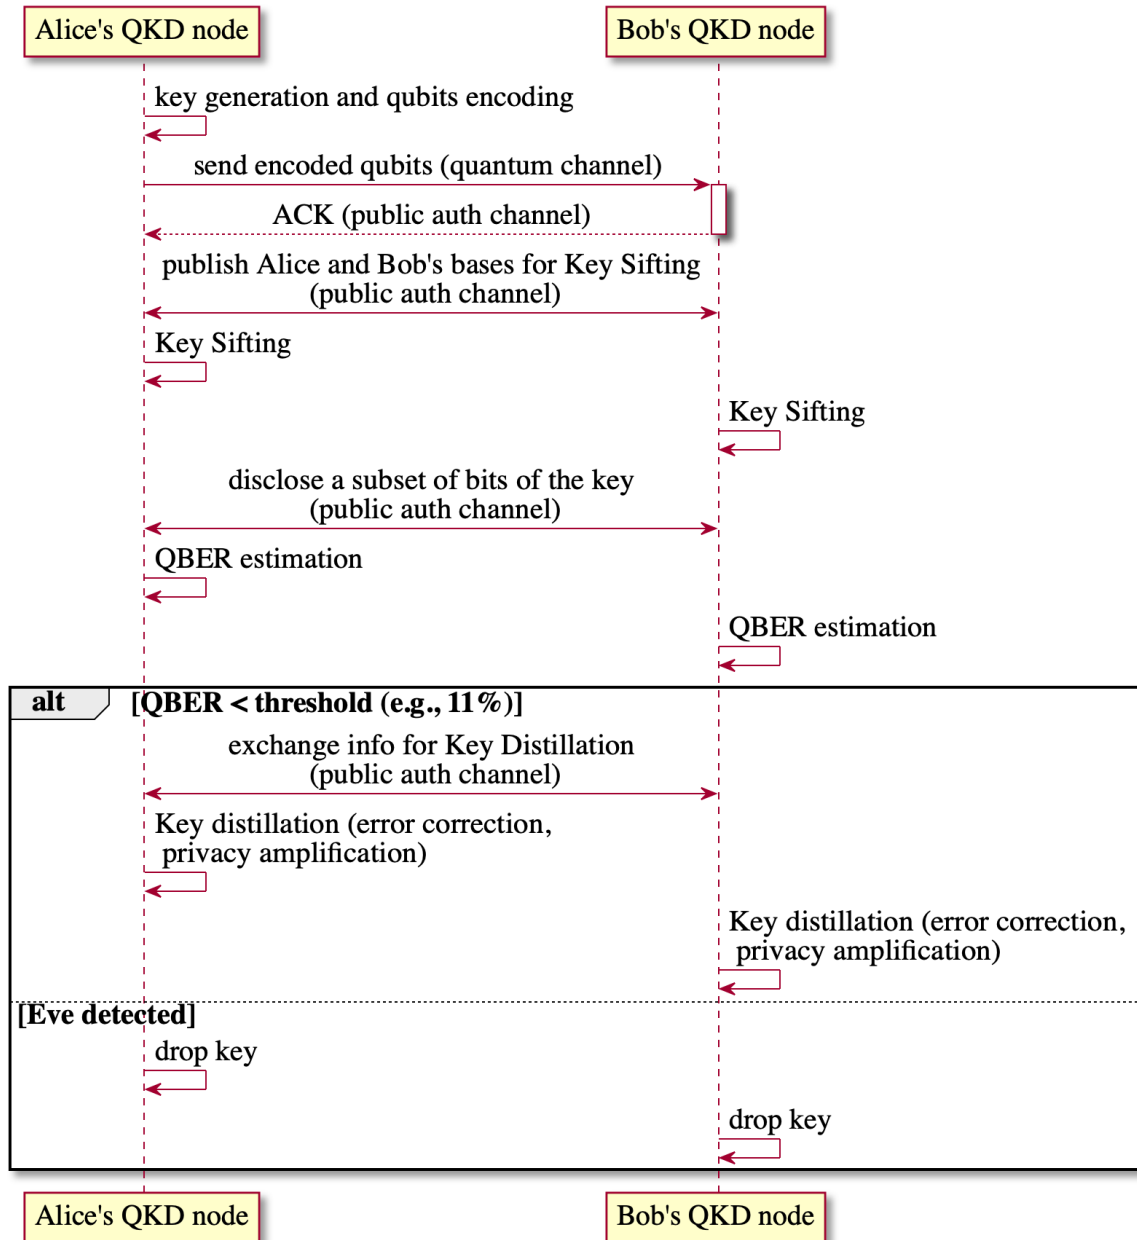 Alice's QKD node
Bob's QKD node
key generation and qubits encoding
send encoded qubits (quantum channel)
ACK (public auth channel)
publish Alice and Bob's bases for Key Sifting
(public auth channel)
Key Sifting
Key Sifting
disclose a subset of bits of the key
(public auth channel)
QBER estimation
QBER estimation
alt
[QBER < threshold (e.g., 11%)]
exchange info for Key Distillation
(public auth channel)
Key distillation (error correction,
privacy amplification)
Key distillation (error correction,
privacy amplification)
[Eve detected]
drop key
drop key
Alice's QKD node
Bob's QKD node